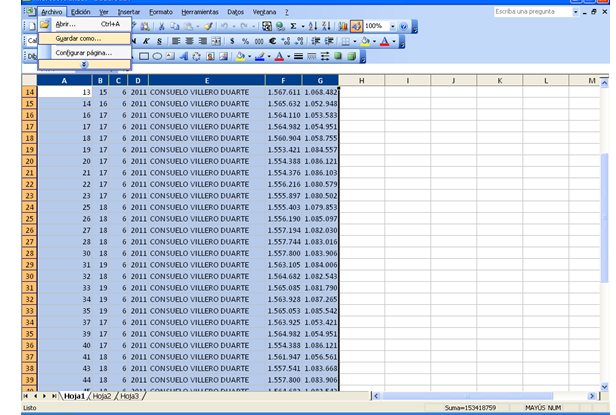 Archivo Edición Ver Insertar Formato Herramientas Datos Ventana ? Escriba una pregunta
Abrir... Ctrl+A 100%
Guardar como...
Configurar página...
A B C D E F G H I J K L M
14 13 15 6 2011 CONSUELO VILLERO DUARTE 1.567.611 1.068.482
15 14 16 6 2011 CONSUELO VILLERO DUARTE 1.565.632 1.052.948
16 16 17 6 2011 CONSUELO VILLERO DUARTE 1.564.110 1.053.583
17 17 17 6 2011 CONSUELO VILLERO DUARTE 1.564.982 1.054.951
18 18 17 6 2011 CONSUELO VILLERO DUARTE 1.560.904 1.058.755
19 19 17 6 2011 CONSUELO VILLERO DUARTE 1.553.421 1.084.557
20 20 17 6 2011 CONSUELO VILLERO DUARTE 1.554.388 1.086.121
21 21 17 6 2011 CONSUELO VILLERO DUARTE 1.554.376 1.086.103
22 22 17 6 2011 CONSUELO VILLERO DUARTE 1.556.216 1.080.579
23 23 17 6 2011 CONSUELO VILLERO DUARTE 1.555.897 1.080.502
24 25 18 6 2011 CONSUELO VILLERO DUARTE 1.555.403 1.079.853
25 26 18 6 2011 CONSUELO VILLERO DUARTE 1.556.190 1.085.097
26 27 18 6 2011 CONSUELO VILLERO DUARTE 1.557.194 1.082.030
27 28 18 6 2011 CONSUELO VILLERO DUARTE 1.557.744 1.083.016
28 30 18 6 2011 CONSUELO VILLERO DUARTE 1.557.800 1.083.906
29 31 19 6 2011 CONSUELO VILLERO DUARTE 1.563.105 1.084.006
30 32 18 6 2011 CONSUELO VILLERO DUARTE 1.564.682 1.082.543
31 33 19 6 2011 CONSUELO VILLERO DUARTE 1.565.085 1.081.790
32 34 19 6 2011 CONSUELO VILLERO DUARTE 1.563.928 1.087.265
33 35 19 6 2011 CONSUELO VILLERO DUARTE 1.565.053 1.085.542
34 37 17 6 2011 CONSUELO VILLERO DUARTE 1.563.925 1.053.421
35 39 17 6 2011 CONSUELO VILLERO DUARTE 1.564.982 1.054.951
36 40 17 6 2011 CONSUELO VILLERO DUARTE 1.554.388 1.086.121
37 41 18 6 2011 CONSUELO VILLERO DUARTE 1.561.947 1.056.561
38 43 18 6 2011 CONSUELO VILLERO DUARTE 1.557.541 1.083.668
39 44 18 6 2011 CONSUELO VILLERO DUARTE 1.557.800 1.083.906
Hoja1 Hoja2 Hoja3
Listo Suma=153418759 MAYÚS NUM